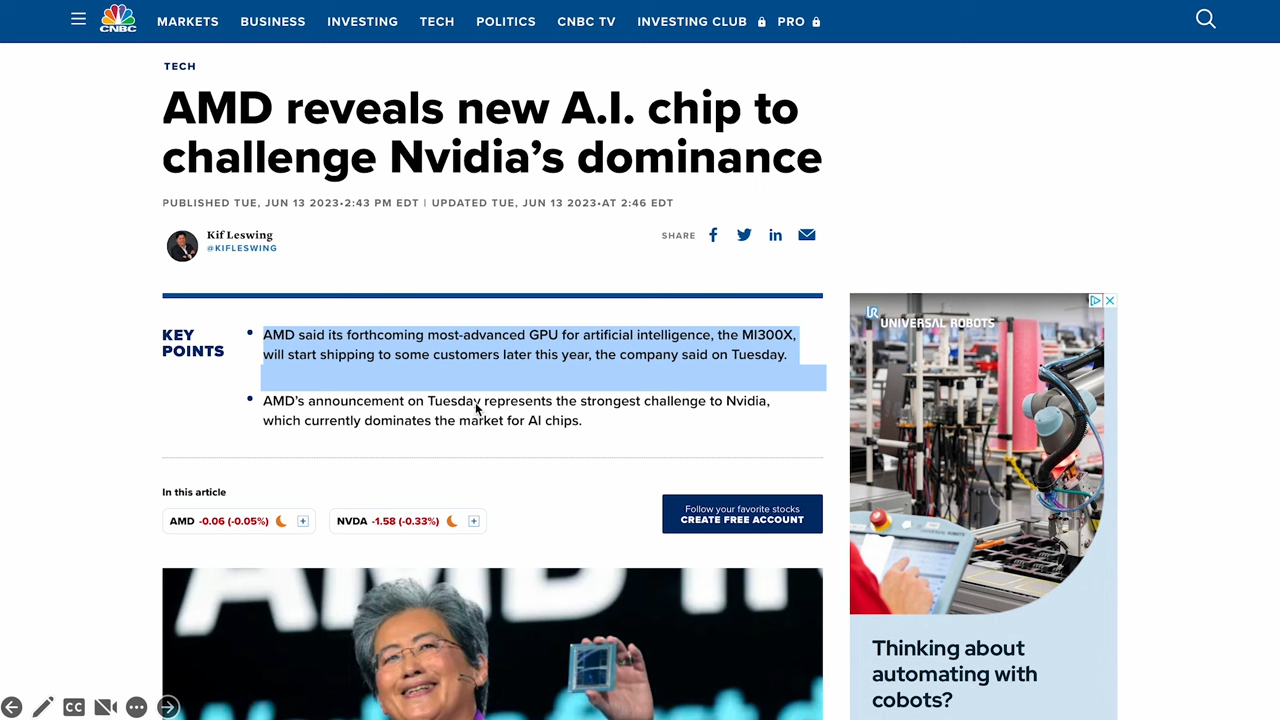 CNBC
MARKETS BUSINESS INVESTING TECH POLITICS CNBC TV INVESTING CLUB PRO
TECH
AMD reveals new A.I. chip to
challenge Nvidia’s dominance
PUBLISHED TUE, JUN 13 2023•2:43 PM EDT | UPDATED TUE, JUN 13 2023•AT 2:46 EDT
Kif Leswing
@KIFLESWING
SHARE
KEY
POINTS
• AMD said its forthcoming most-advanced GPU for artificial intelligence, the MI300X,
will start shipping to some customers later this year, the company said on Tuesday.
• AMD’s announcement on Tuesday represents the strongest challenge to Nvidia,
which currently dominates the market for AI chips.
In this article
AMD -0.06 (-0.05%)
NVDA -1.58 (-0.33%)
Follow your favorite stocks
CREATE FREE ACCOUNT
UNIVERSAL ROBOTS
Thinking about
automating with
cobots?
CC